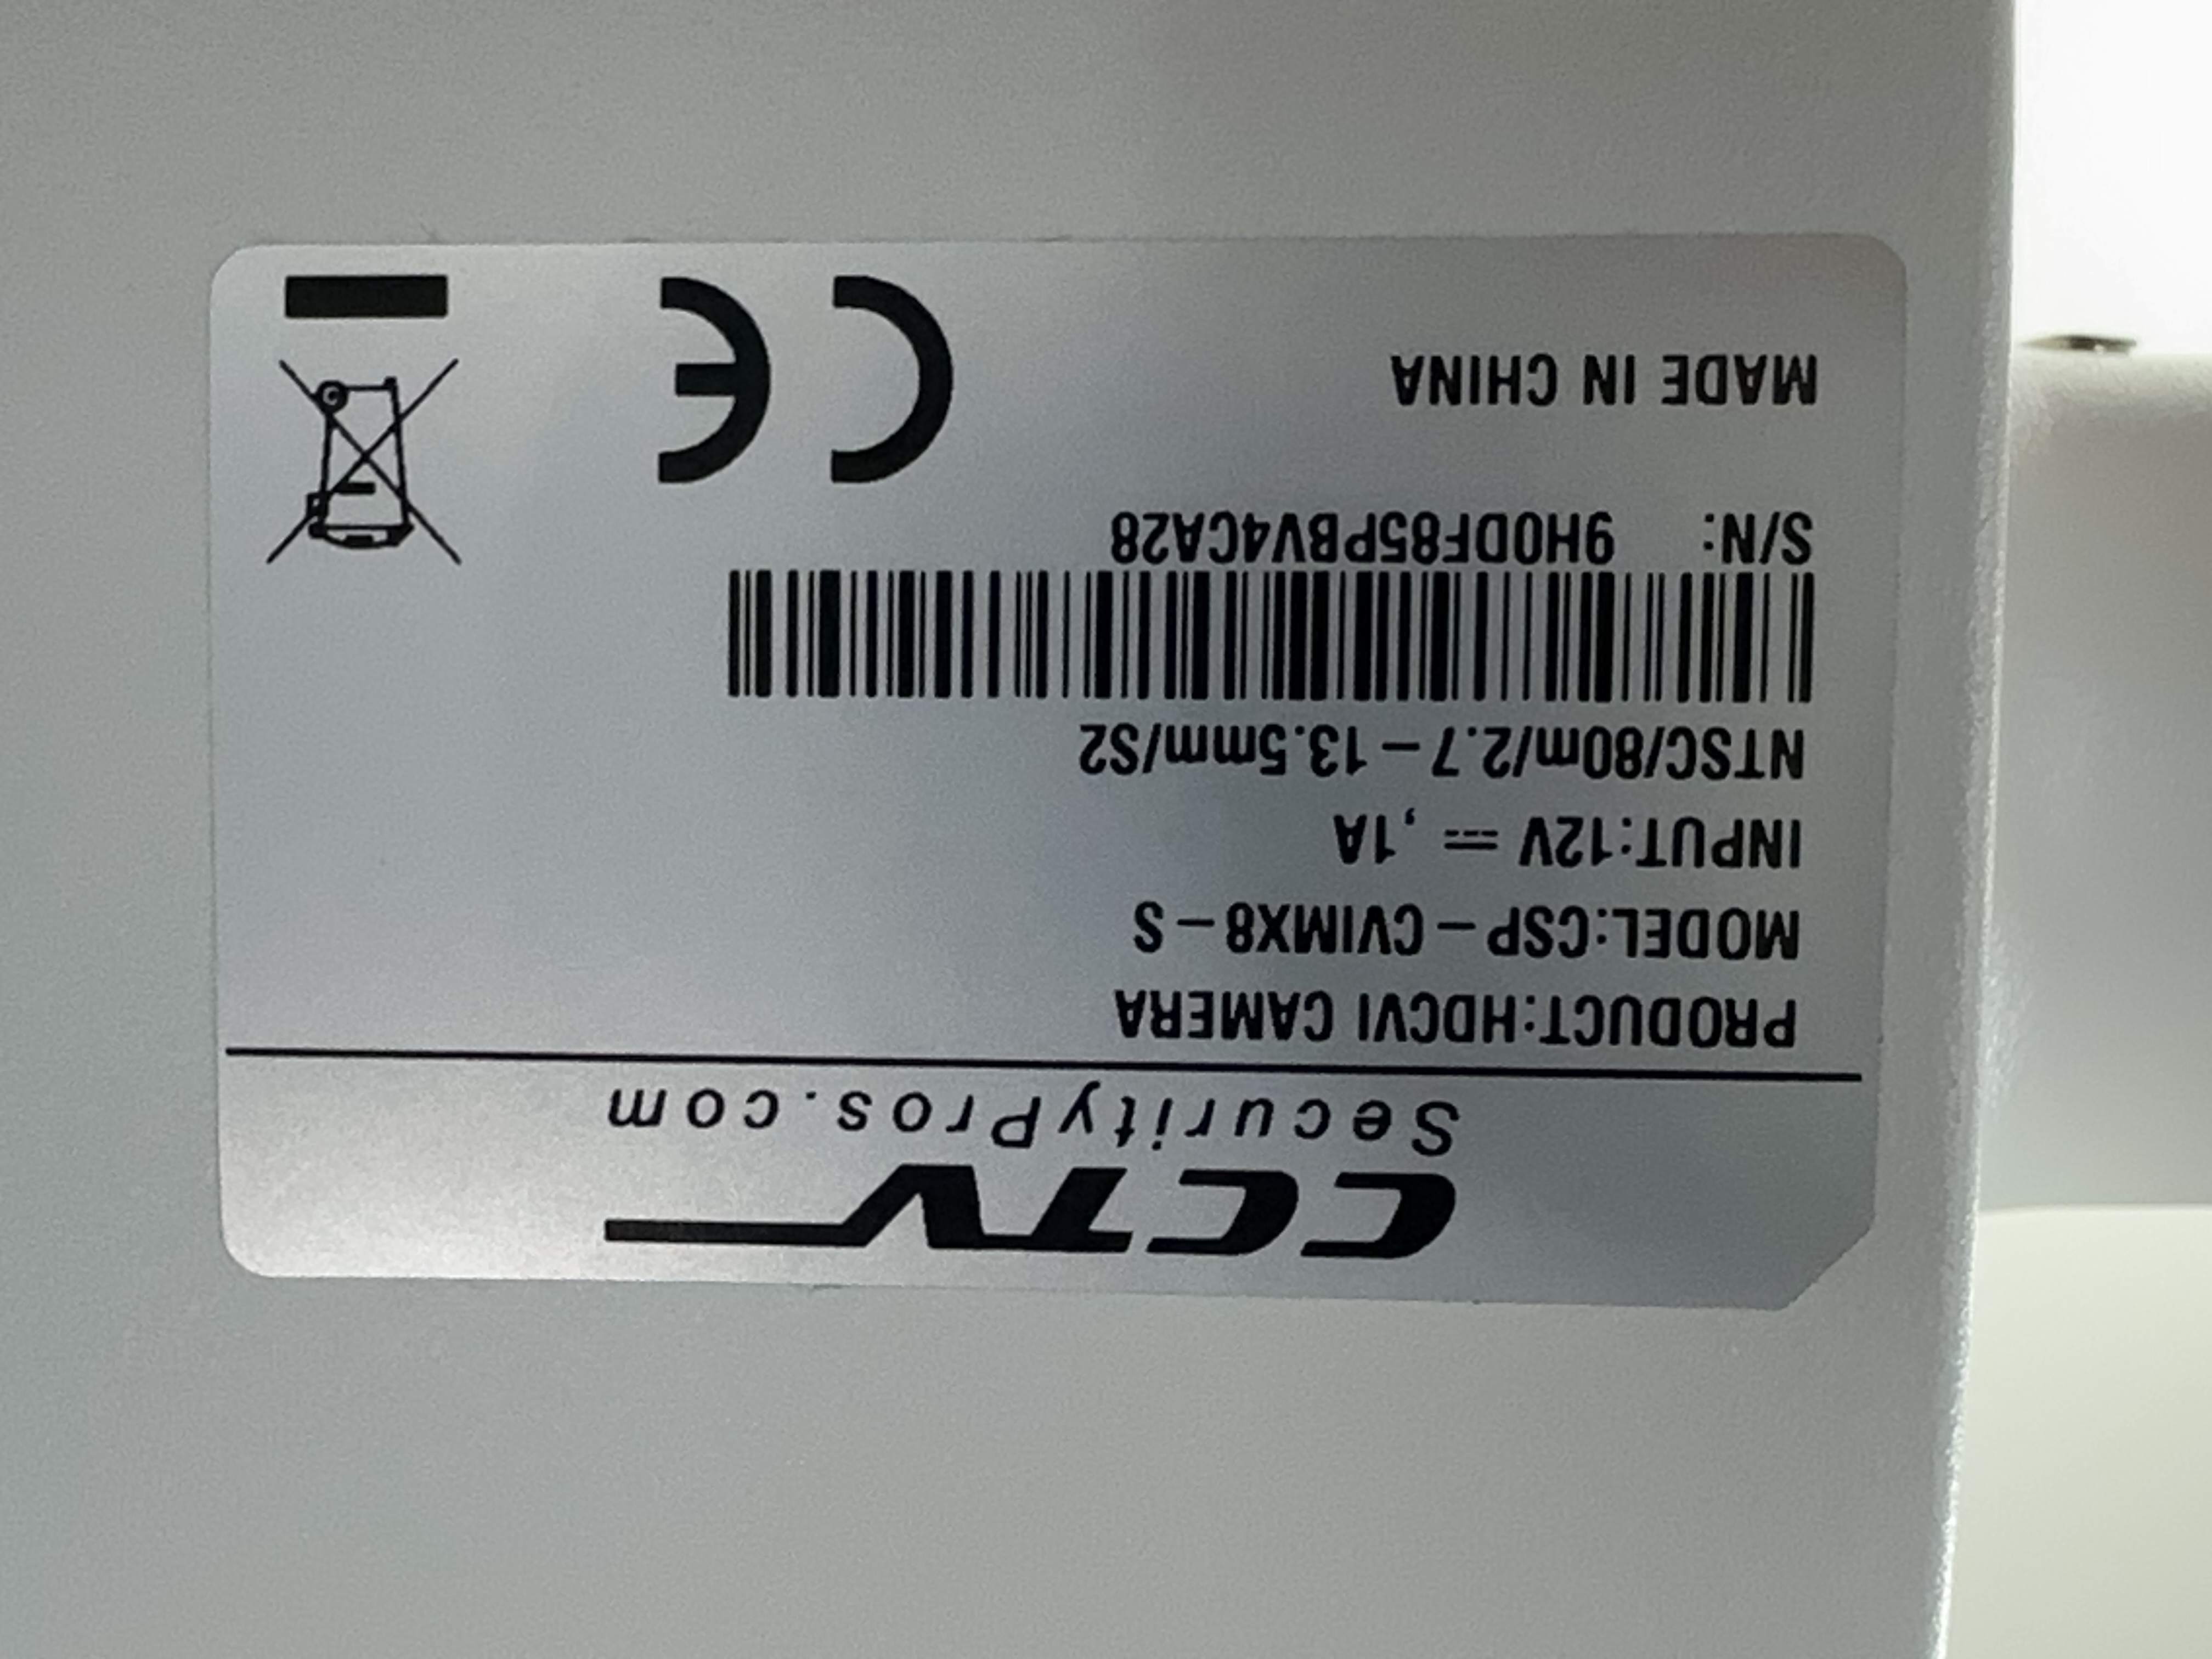 CCTV
SecurityPros.com
PRODUCT:HDCVI CAMERA
MODEL:CSP-CVIMX8-S
INPUT:12V ⎓ ,1A
NTSC/80m/2.7-13.5mm/S2
S/N: 9H0DF85PBV4CA28
MADE IN CHINA
CE